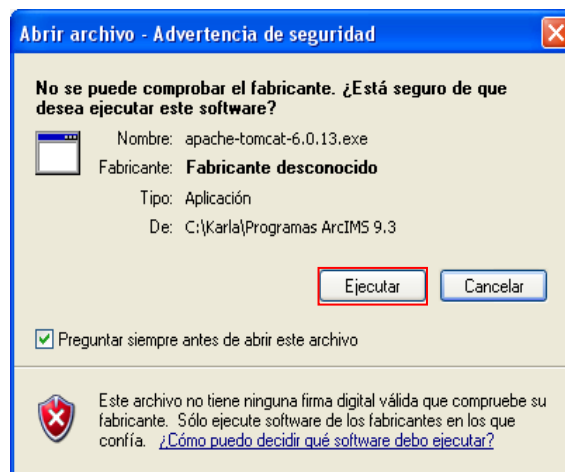 Abrir archivo - Advertencia de seguridad
No se puede comprobar el fabricante. ¿Está seguro de que
desea ejecutar este software?
Nombre: apache-tomcat-6.0.13.exe
Fabricante: Fabricante desconocido
Tipo: Aplicación
De: C:\Karla\Programas ArcIMS 9.3
Ejecutar Cancelar
Preguntar siempre antes de abrir este archivo
Este archivo no tiene ninguna firma digital válida que compruebe su
fabricante. Sólo ejecute software de los fabricantes en los que
confía. ¿Cómo puedo decidir qué software debo ejecutar?